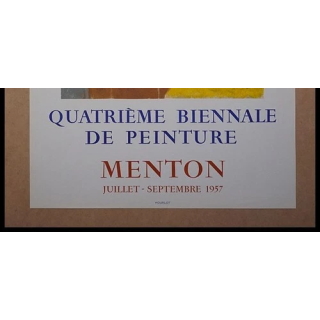 QUATRIÈME BIENNALE
DE PEINTURE
MENTON
JUILLET - SEPTEMBRE 1957